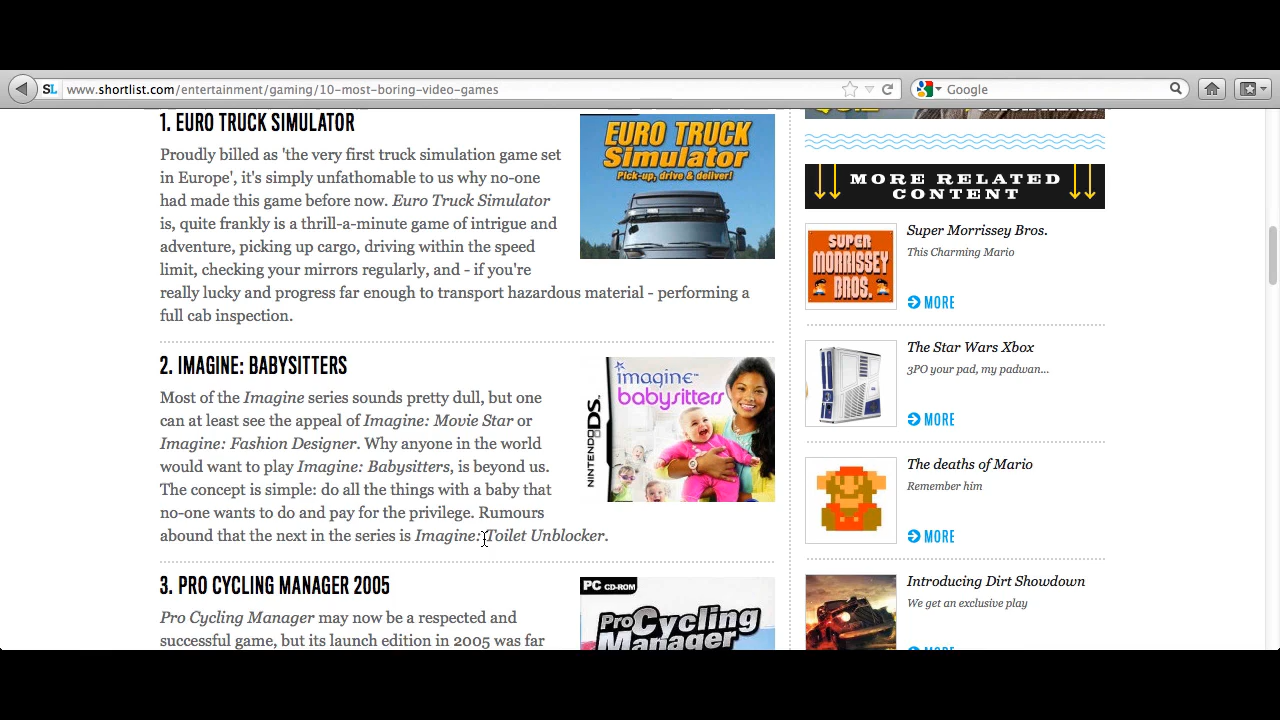 SL www.shortlist.com/entertainment/gaming/10-most-boring-video-games
Google
1. EURO TRUCK SIMULATOR
Proudly billed as 'the very first truck simulation game set
in Europe', it's simply unfathomable to us why no-one
had made this game before now. Euro Truck Simulator
is, quite frankly is a thrill-a-minute game of intrigue and
adventure, picking up cargo, driving within the speed
limit, checking your mirrors regularly, and - if you're
really lucky and progress far enough to transport hazardous material - performing a
full cab inspection.
EURO TRUCK
Simulator
Pick-up, drive & deliver!
2. IMAGINE: BABYSITTERS
Most of the Imagine series sounds pretty dull, but one
can at least see the appeal of Imagine: Movie Star or
Imagine: Fashion Designer. Why anyone in the world
would want to play Imagine: Babysitters, is beyond us.
The concept is simple: do all the things with a baby that
no-one wants to do and pay for the privilege. Rumours
abound that the next in the series is Imagine: Toilet Unblocker.
NINTENDO DS
imagine
babysitters
3. PRO CYCLING MANAGER 2005
Pro Cycling Manager may now be a respected and
successful game, but its launch edition in 2005 was far
PC CD-ROM
ProCycling
Manager
MORE RELATED
CONTENT
SUPER
MORRISSEY
BROS.
Super Morrissey Bros.
This Charming Mario
MORE
The Star Wars Xbox
3PO your pad, my padwan...
MORE
The deaths of Mario
Remember him
MORE
Introducing Dirt Showdown
We get an exclusive play